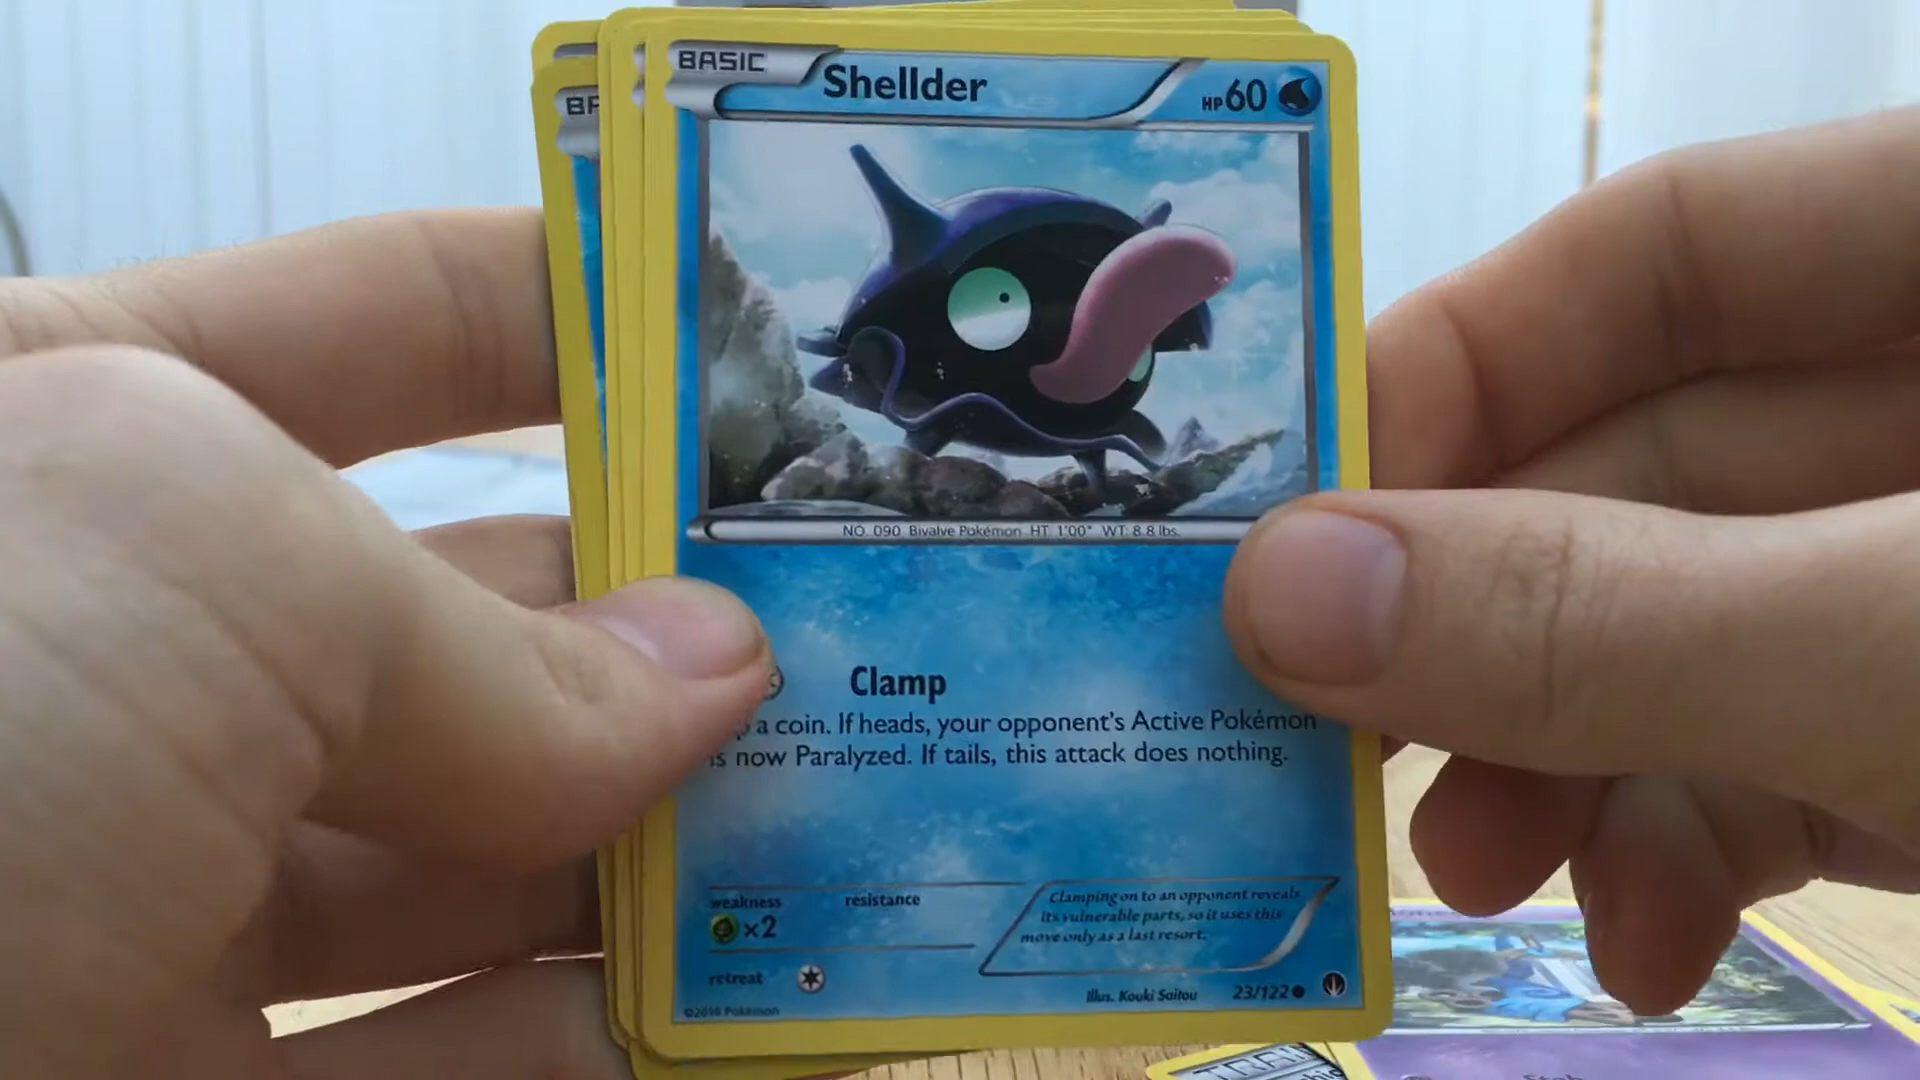 BASIC
Shellder
HP60
NO. 090 Bivalve Pokémon HT: 1'00" WT: 8.8 lbs.
Clamp
a coin. If heads, your opponent's Active Pokémon
is now Paralyzed. If tails, this attack does nothing.
weakness
resistance
×2
Clamping on to an opponent reveals
its vulnerable parts, so it uses this
move only as a last resort.
retreat
Illus. Kouki Saitou
23/122
©2016 Pokémon